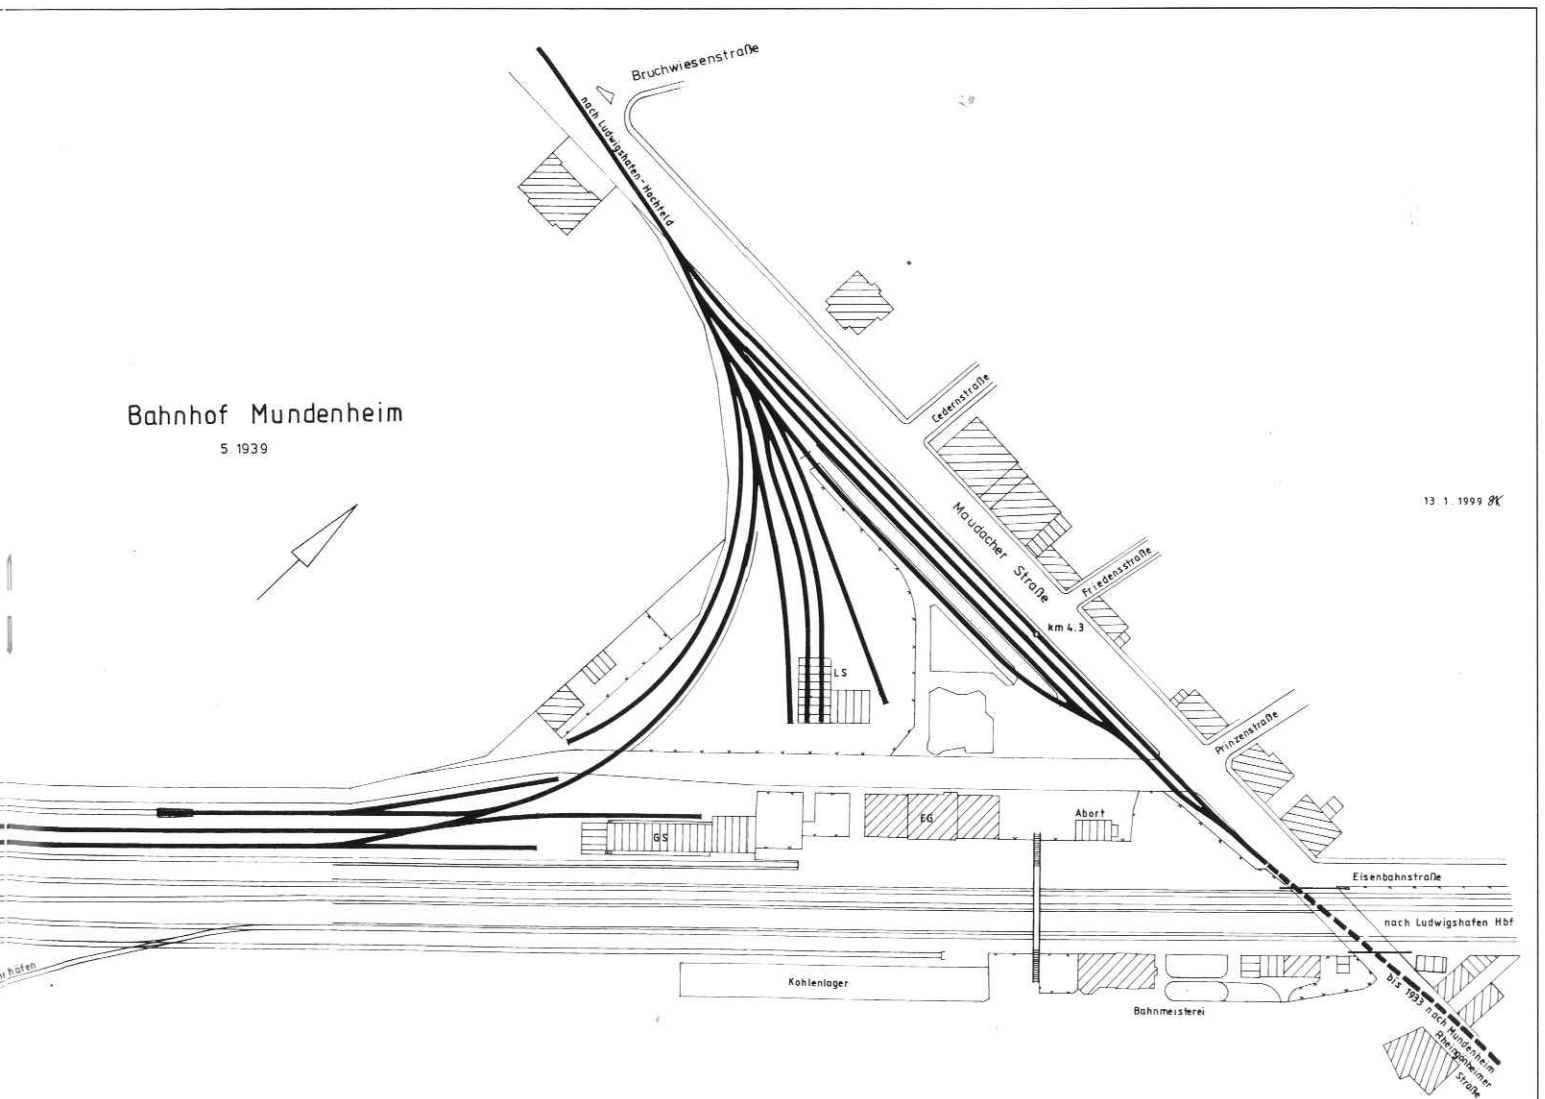 Bruchwiesenstraße
nach Ludwigshafen-Hochfeld
Bahnhof Mundenheim
5.1939
Cedernstraße
13.1.1999
Maudacher Straße
Friedensstraße
km 4.3
LS
Prinzenstraße
GS
EG
Abort
Eisenbahnstraße
nach Ludwigshafen Hbf
Kohlenlager
Bahnmeisterei
bis 1933 nach Mundenheim
Rheingönheimer
Straße